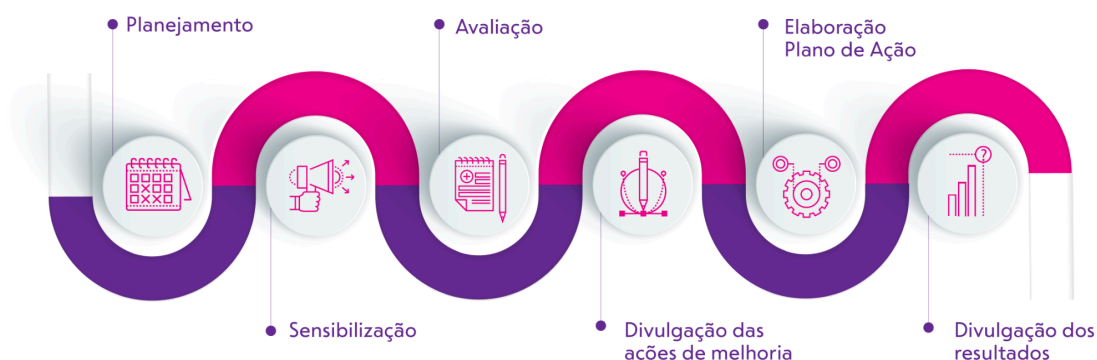 Planejamento
Avaliação
Elaboração
Plano de Ação
?
Sensibilização
Divulgação das
ações de melhoria
Divulgação dos
resultados